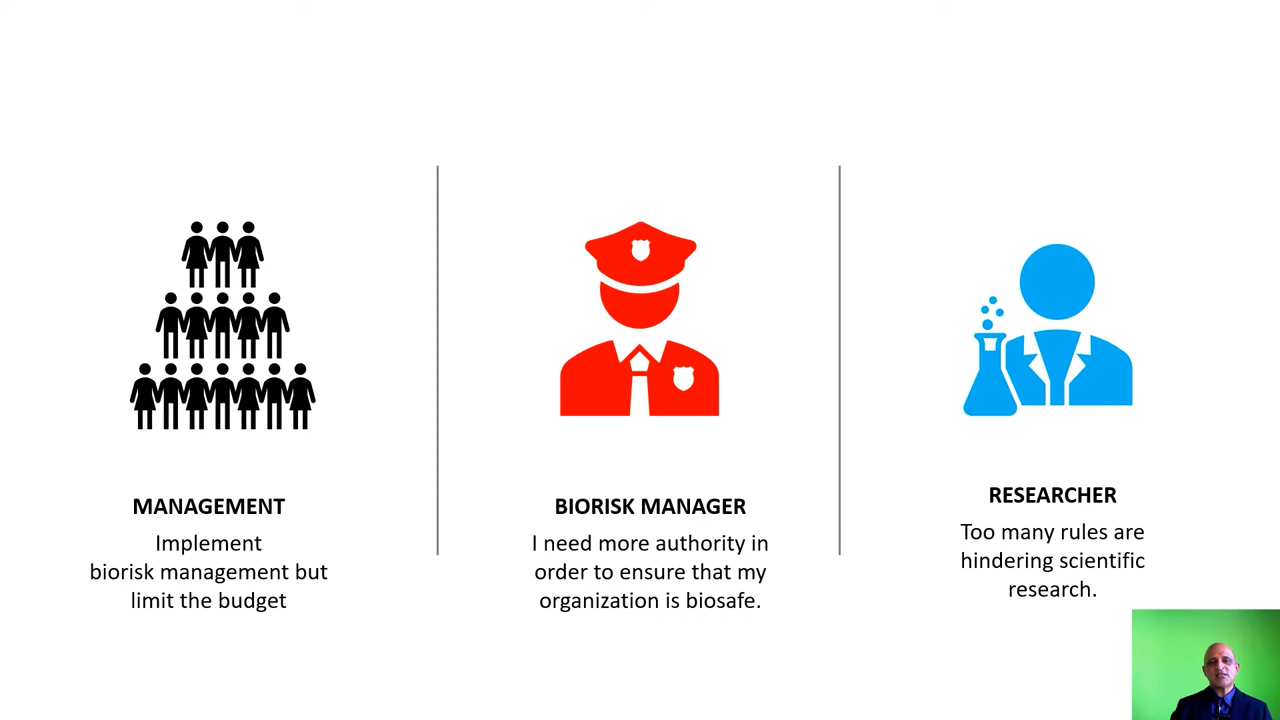 MANAGEMENT
Implement
biorisk management but
limit the budget
BIORISK MANAGER
I need more authority in
order to ensure that my
organization is biosafe.
RESEARCHER
Too many rules are
hindering scientific
research.